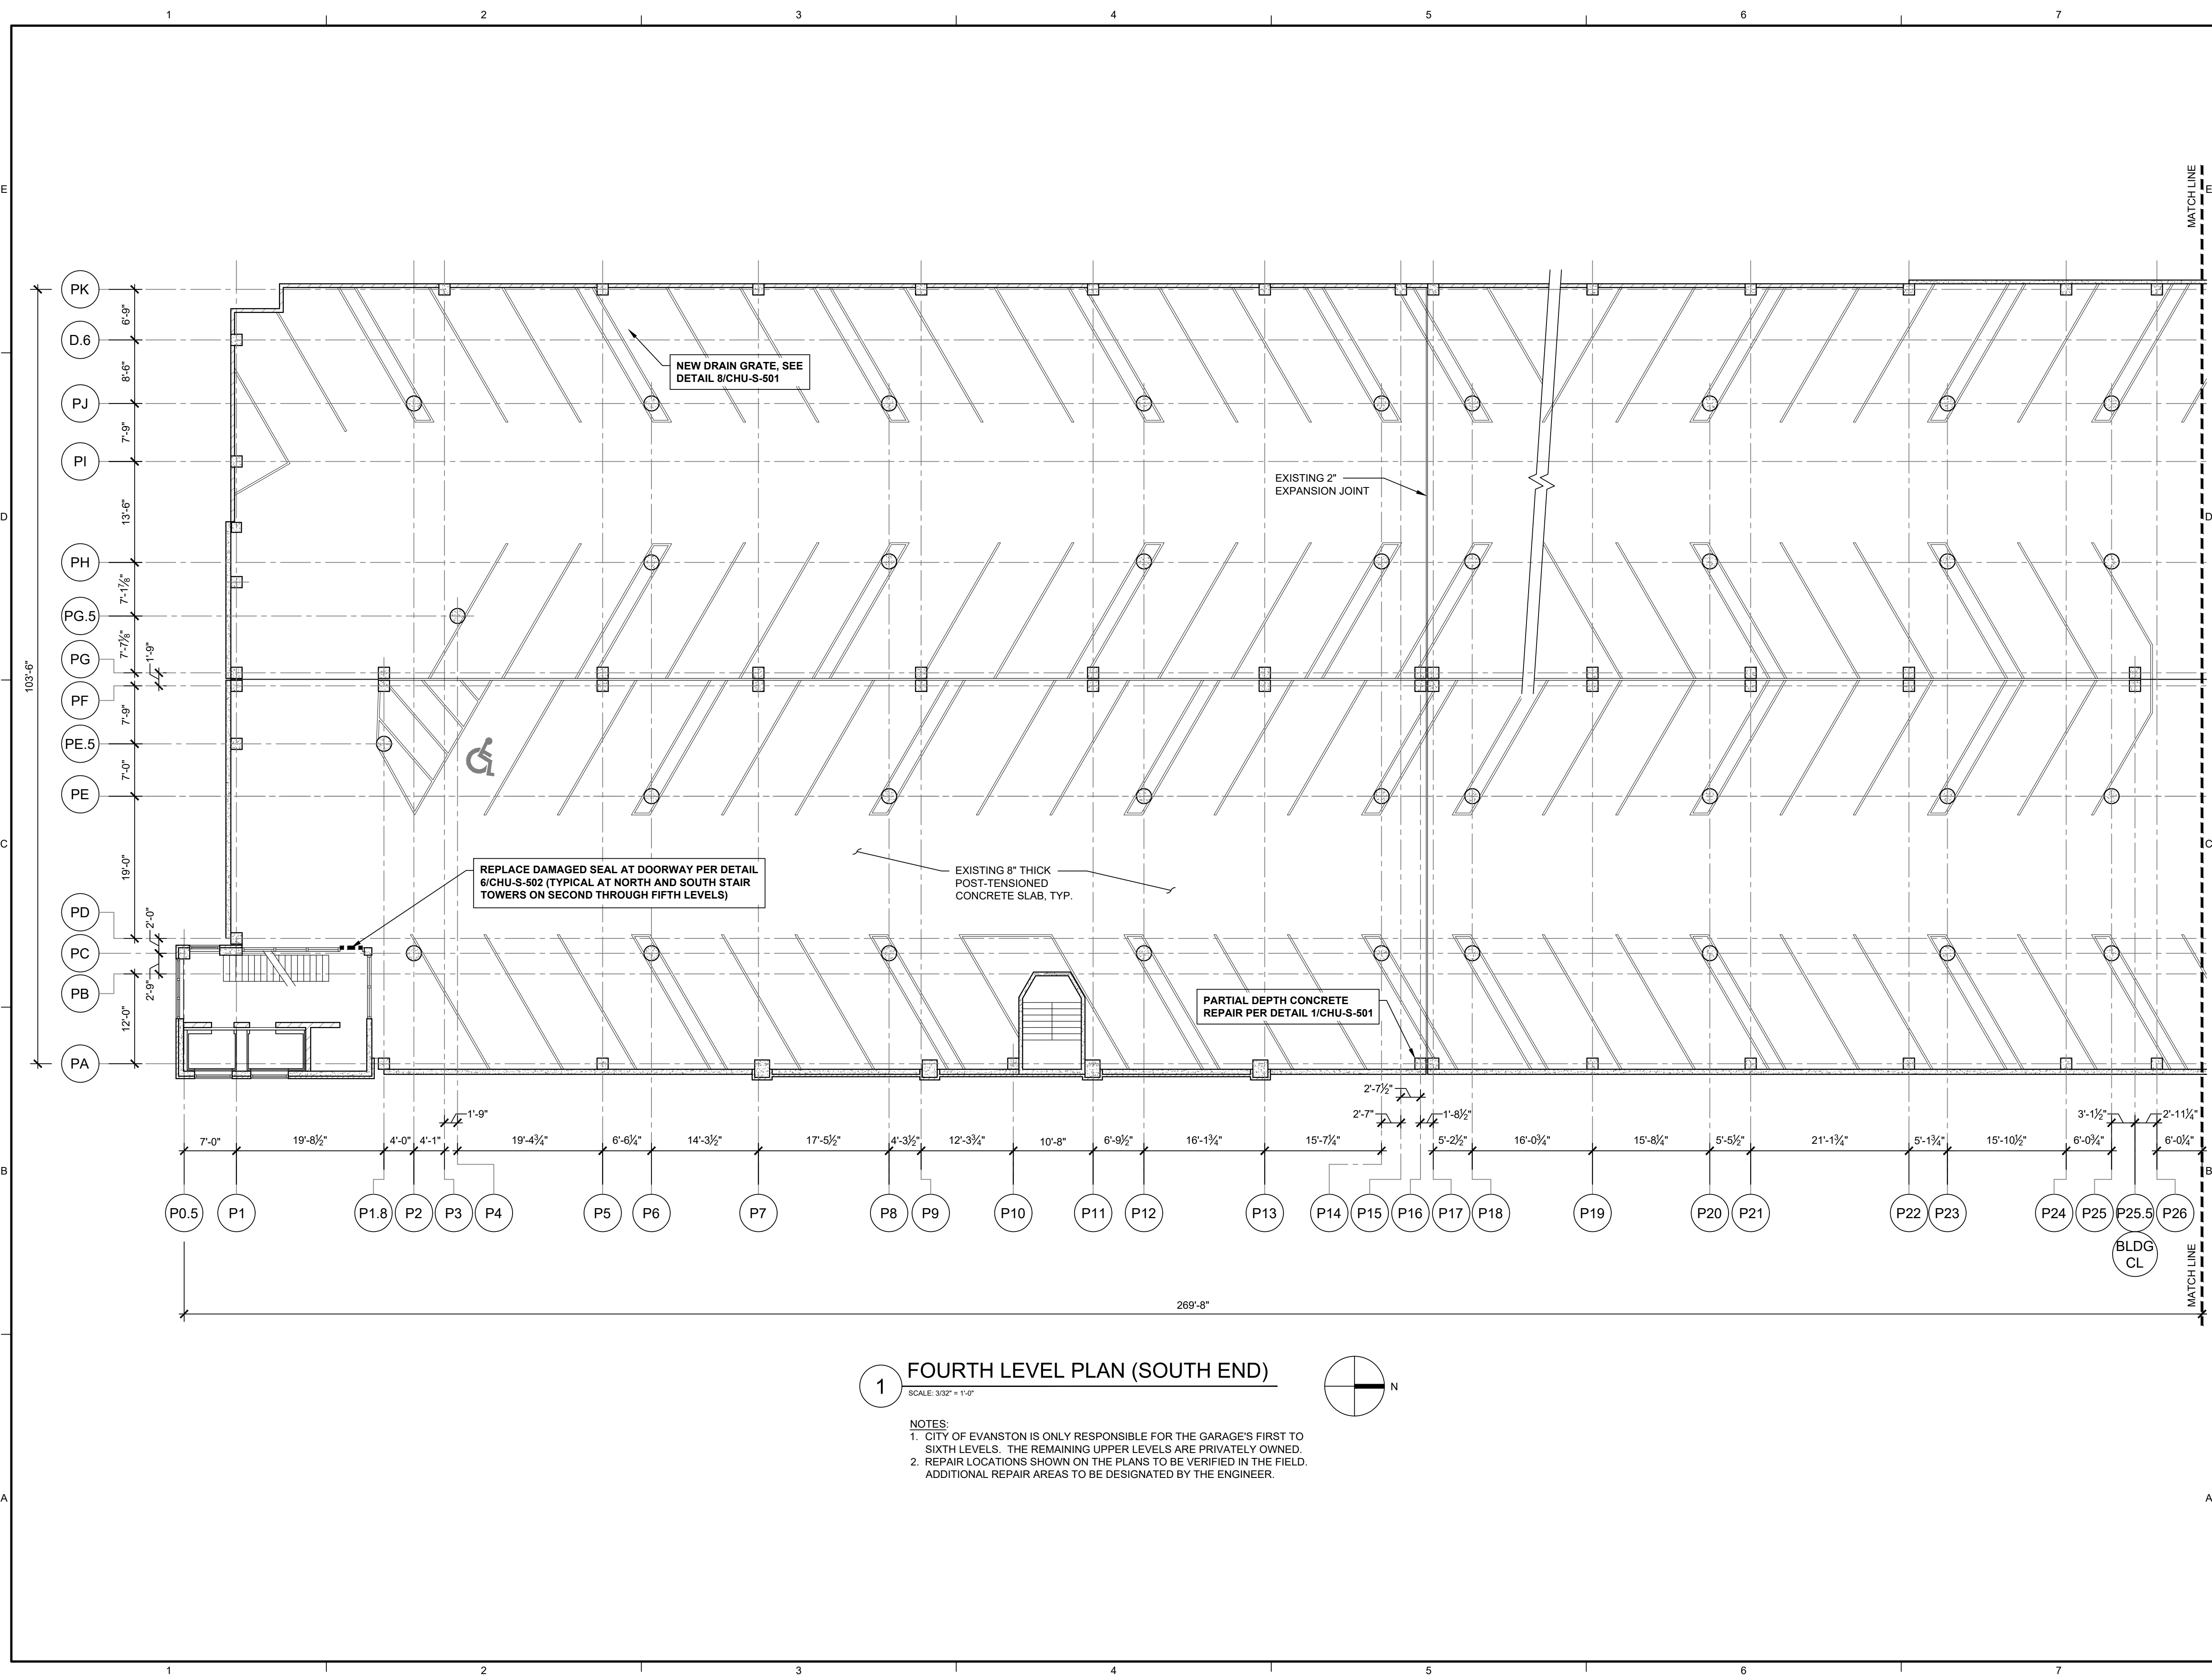 1 2 3 4 5 6 7
E
MATCH LINE
E
PK
6'-9"
D.6
8'-6"
NEW DRAIN GRATE, SEE
DETAIL 8/CHU-S-501
PJ
7'-9"
PI
EXISTING 2"
EXPANSION JOINT
D
13'-6"
D
PH
7'-1⅞"
PG.5
7'-7⅞"
1'-9"
PG
103'-6"
PF
7'-9"
PE.5
7'-0"
PE
C
19'-0"
C
REPLACE DAMAGED SEAL AT DOORWAY PER DETAIL
6/CHU-S-502 (TYPICAL AT NORTH AND SOUTH STAIR
TOWERS ON SECOND THROUGH FIFTH LEVELS)
EXISTING 8" THICK
POST-TENSIONED
CONCRETE SLAB, TYP.
PD
2'-0"
PC
2'-9"
PB
12'-0"
PARTIAL DEPTH CONCRETE
REPAIR PER DETAIL 1/CHU-S-501
PA
2'-7½"
1'-9" 2'-7" 1'-8½" 3'-1½" 2'-11¼"
7'-0" 19'-8½" 4'-0" 4'-1" 19'-4¾" 6'-6¼" 14'-3½" 17'-5½" 4'-3½" 12'-3¾" 10'-8" 6'-9½" 16'-1¾" 15'-7¼" 5'-2½" 16'-0¾" 15'-8¼" 5'-5½" 21'-1¾" 5'-1¾" 15'-10½" 6'-0¾" 6'-0¼"
B
B
P0.5 P1 P1.8 P2 P3 P4 P5 P6 P7 P8 P9 P10 P11 P12 P13 P14 P15 P16 P17 P18 P19 P20 P21 P22 P23 P24 P25 P25.5 P26
BLDG
CL
MATCH LINE
269'-8"
1
FOURTH LEVEL PLAN (SOUTH END)
SCALE: 3/32" = 1'-0"
N
NOTES:
1. CITY OF EVANSTON IS ONLY RESPONSIBLE FOR THE GARAGE'S FIRST TO
SIXTH LEVELS. THE REMAINING UPPER LEVELS ARE PRIVATELY OWNED.
2. REPAIR LOCATIONS SHOWN ON THE PLANS TO BE VERIFIED IN THE FIELD.
ADDITIONAL REPAIR AREAS TO BE DESIGNATED BY THE ENGINEER.
A
A
1 2 3 4 5 6 7